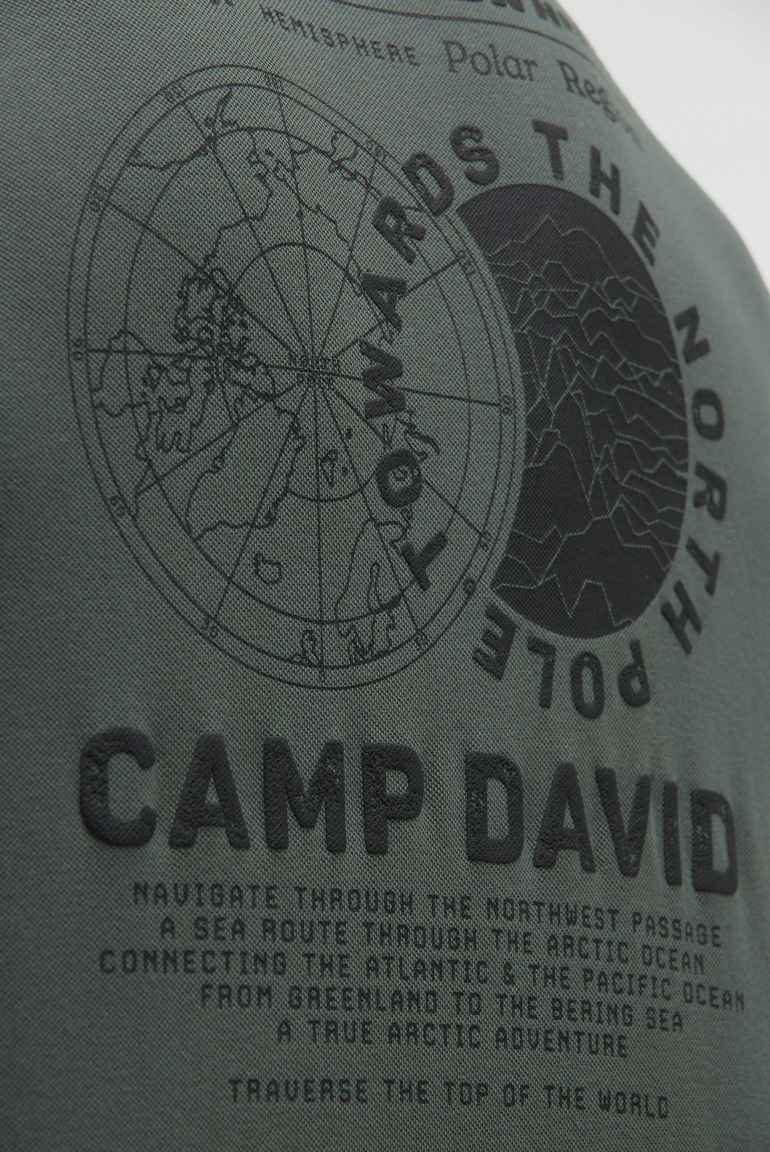 HEMISPHERE Polar
TOWARDS THE NORTH POLE
NORTH
POLE
CAMP DAVID
NAVIGATE THROUGH THE NORTHWEST PASSAGE
A SEA ROUTE THROUGH THE ARCTIC OCEAN
CONNECTING THE ATLANTIC & THE PACIFIC OCEAN
FROM GREENLAND TO THE BERING SEA
A TRUE ARCTIC ADVENTURE
TRAVERSE THE TOP OF THE WORLD